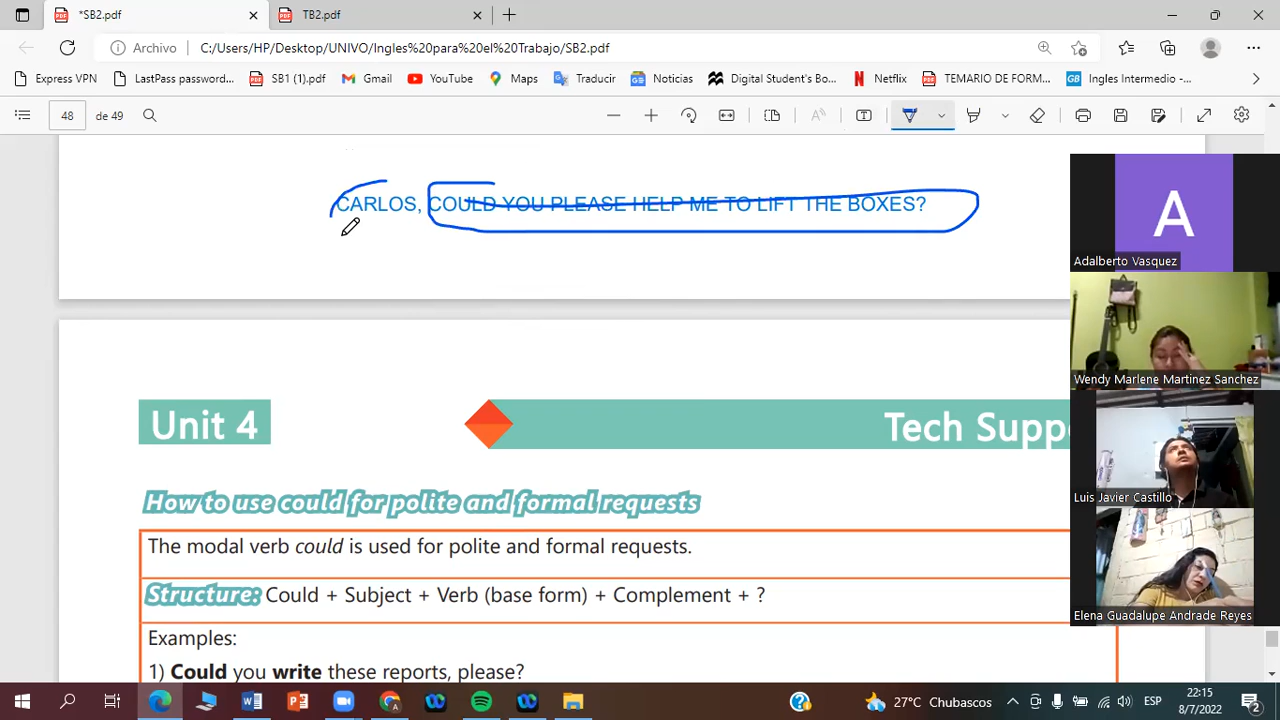 *SB2.pdf
TB2.pdf
Archivo
C:/Users/HP/Desktop/UNIVO/Ingles%20para%20el%20Trabajo/SB2.pdf
Express VPN
LastPass password...
SB1 (1).pdf
Gmail
YouTube
Maps
Traducir
Noticias
Digital Student's Bo...
Netflix
TEMARIO DE FORM...
Ingles Intermedio -...
48
de 49
CARLOS, COULD YOU PLEASE HELP ME TO LIFT THE BOXES?
A
Adalberto Vasquez
Wendy Marlene Martinez Sanchez
Luis Javier Castillo
Elena Guadalupe Andrade Reyes
Unit 4
Tech Supp
How to use could for polite and formal requests
The modal verb could is used for polite and formal requests.
Structure: Could + Subject + Verb (base form) + Complement + ?
Examples:
1) Could you write these reports, please?
27°C Chubascos
ESP
22:15
8/7/2022
2